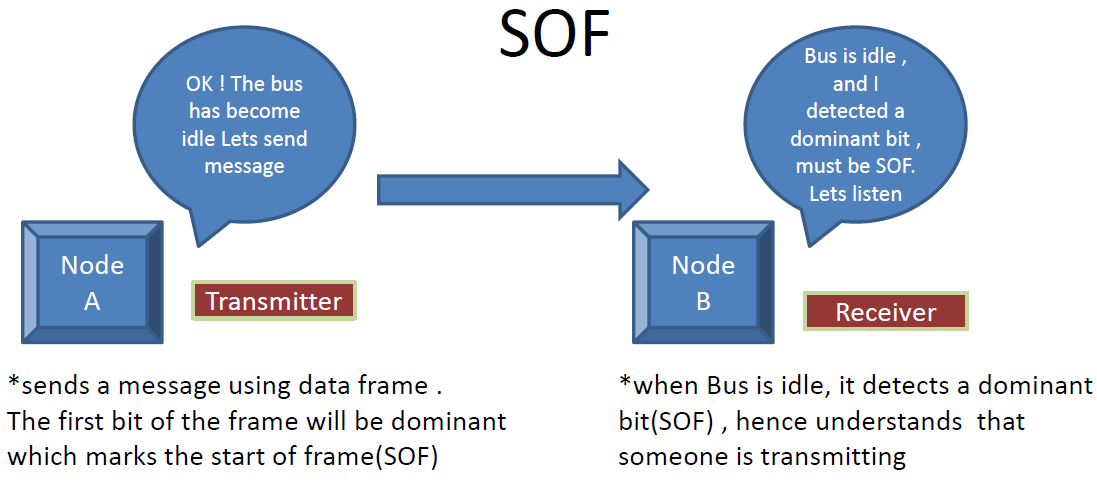 SOF
OK ! The bus
has become
idle Lets send
message
Bus is idle ,
and I
detected a
dominant bit ,
must be SOF.
Lets listen
Node
A
Transmitter
Node
B
Receiver
*sends a message using data frame .
The first bit of the frame will be dominant
which marks the start of frame(SOF)
*when Bus is idle, it detects a dominant
bit(SOF) , hence understands  that
someone is transmitting